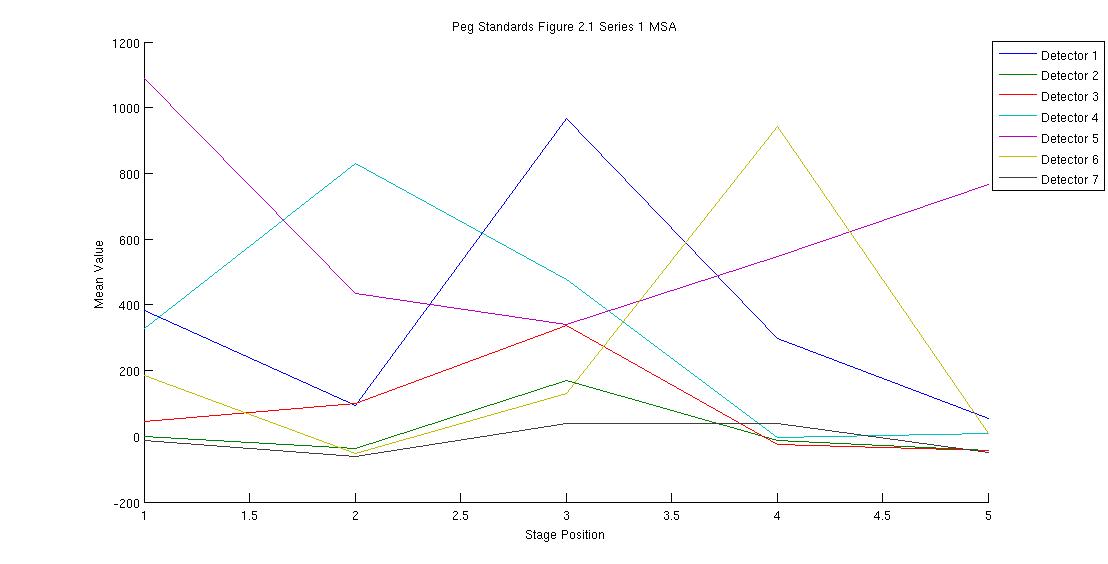 Peg Standards Figure 2.1 Series 1 MSA
1200
1000
800
600
400
200
0
-200
Mean Value
1 1.5 2 2.5 3 3.5 4 4.5 5
Stage Position
Detector 1
Detector 2
Detector 3
Detector 4
Detector 5
Detector 6
Detector 7